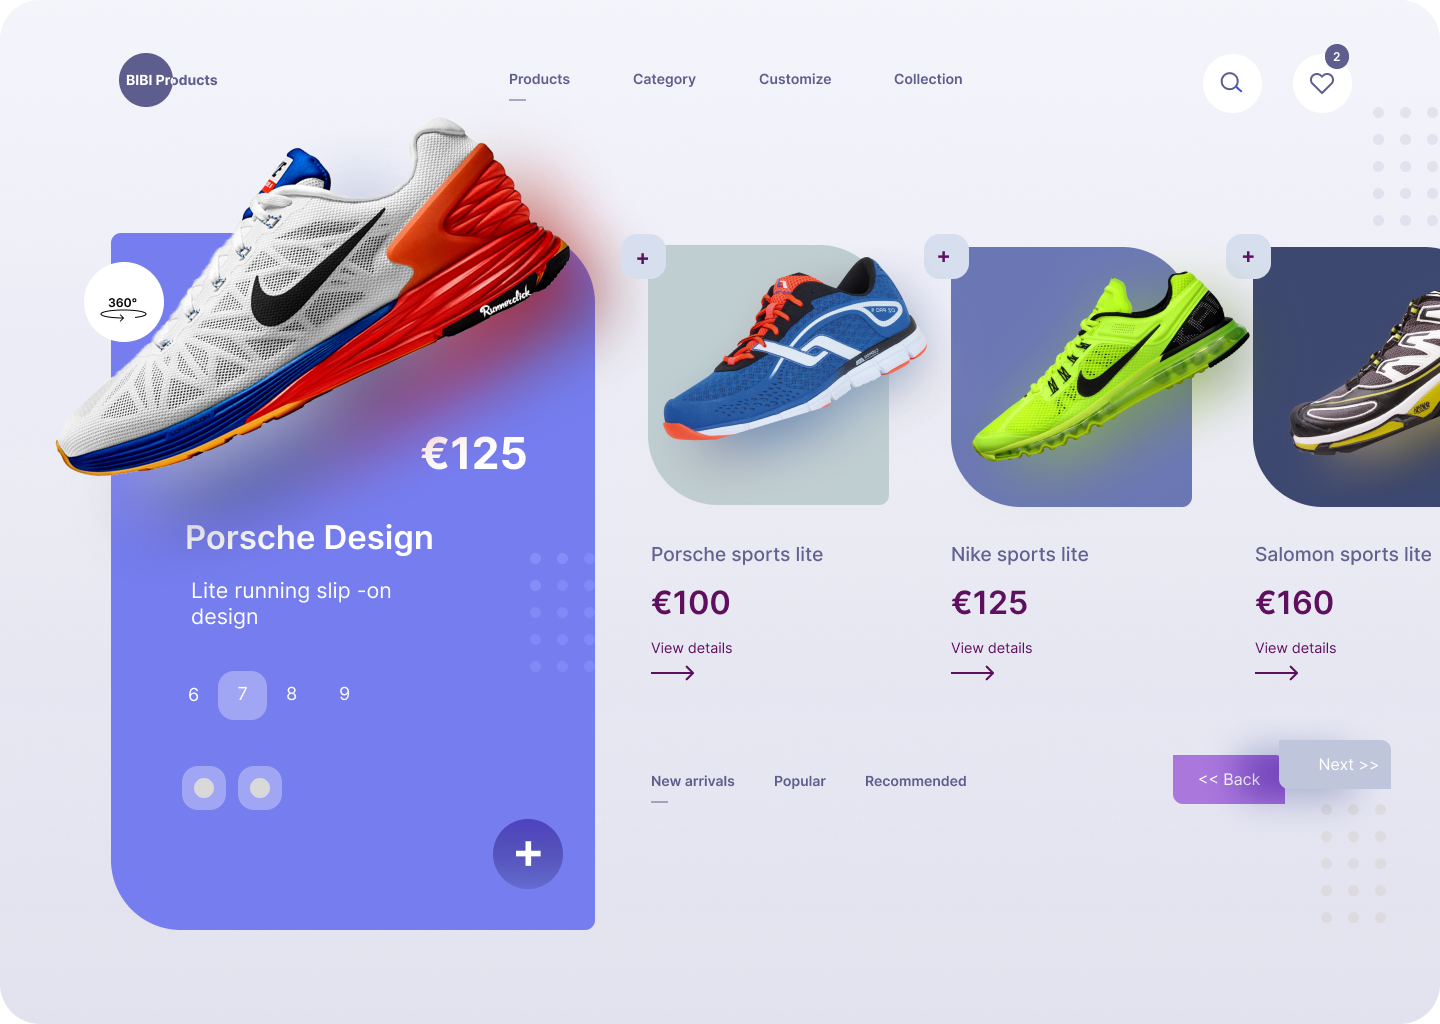 BIBI Products
Products
Category
Customize
Collection
2
360°
Runnerclick
€125
Porsche Design
Lite running slip -on
design
6
7
8
9
+
+
+
+
Porsche sports lite
€100
View details
Nike sports lite
€125
View details
Salomon sports lite
€160
View details
New arrivals
Popular
Recommended
<< Back
Next >>